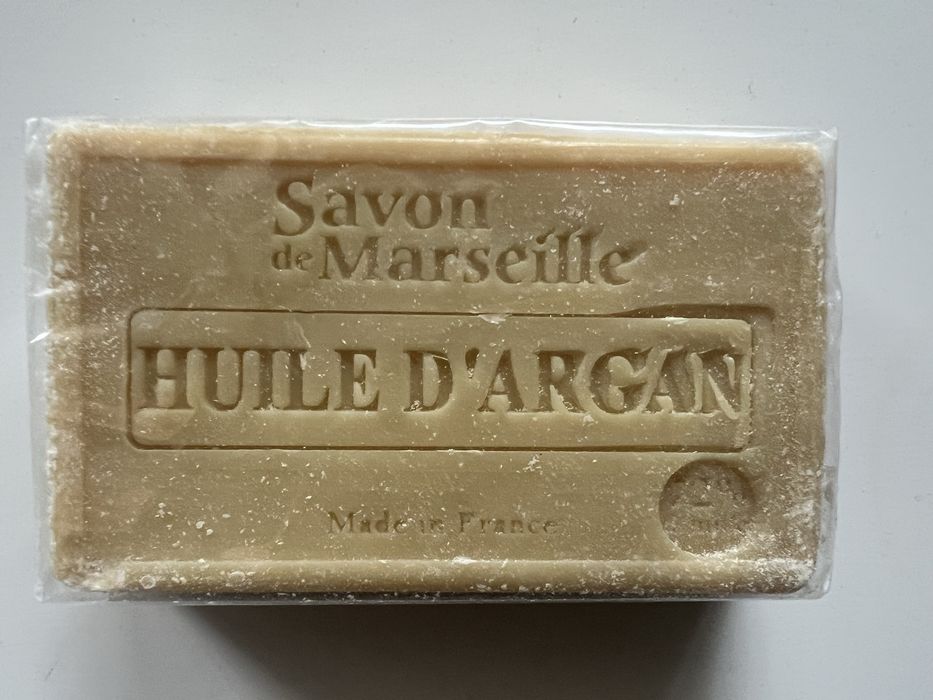 Savon
de Marseille
HUILE D'ARGAN
Made in France